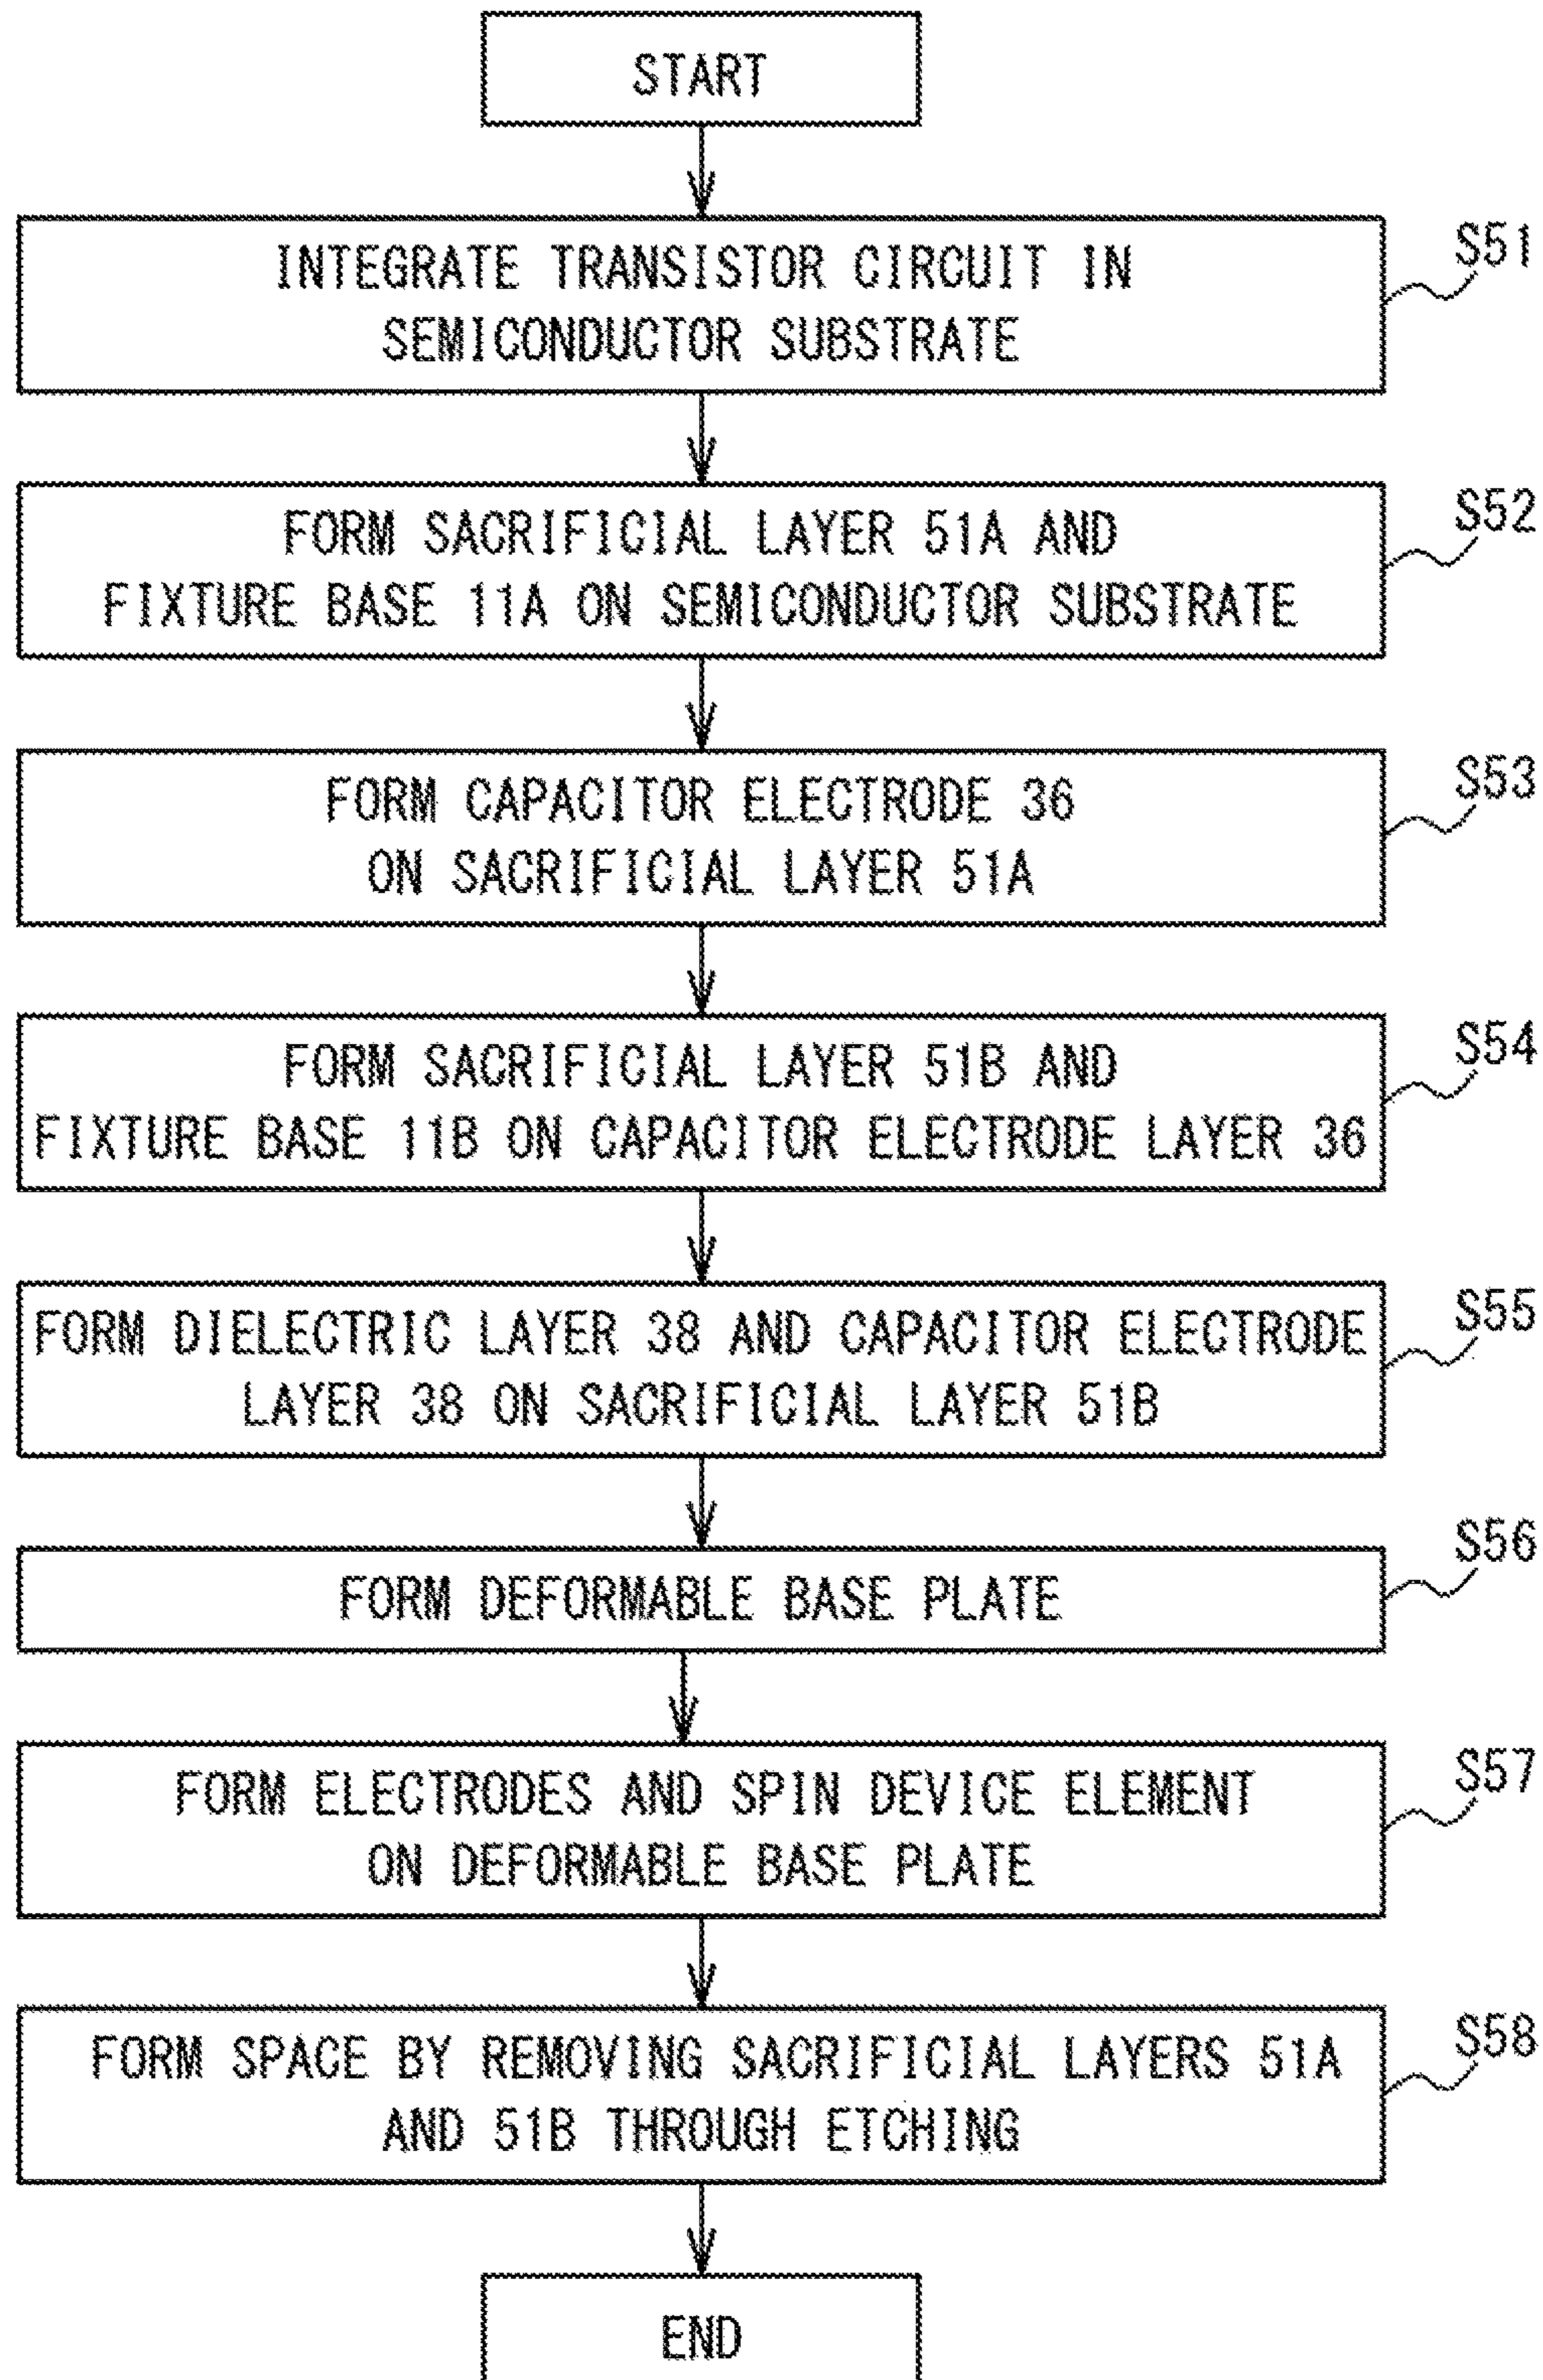 START
INTEGRATE TRANSISTOR CIRCUIT IN
SEMICONDUCTOR SUBSTRATE
S51
FORM SACRIFICIAL LAYER 51A AND
FIXTURE BASE 11A ON SEMICONDUCTOR SUBSTRATE
S52
FORM CAPACITOR ELECTRODE 36
ON SACRIFICIAL LAYER 51A
S53
FORM SACRIFICIAL LAYER 51B AND
FIXTURE BASE 11B ON CAPACITOR ELECTRODE LAYER 36
S54
FORM DIELECTRIC LAYER 38 AND CAPACITOR ELECTRODE
LAYER 38 ON SACRIFICIAL LAYER 51B
S55
FORM DEFORMABLE BASE PLATE
S56
FORM ELECTRODES AND SPIN DEVICE ELEMENT
ON DEFORMABLE BASE PLATE
S57
FORM SPACE BY REMOVING SACRIFICIAL LAYERS 51A
AND 51B THROUGH ETCHING
S58
END